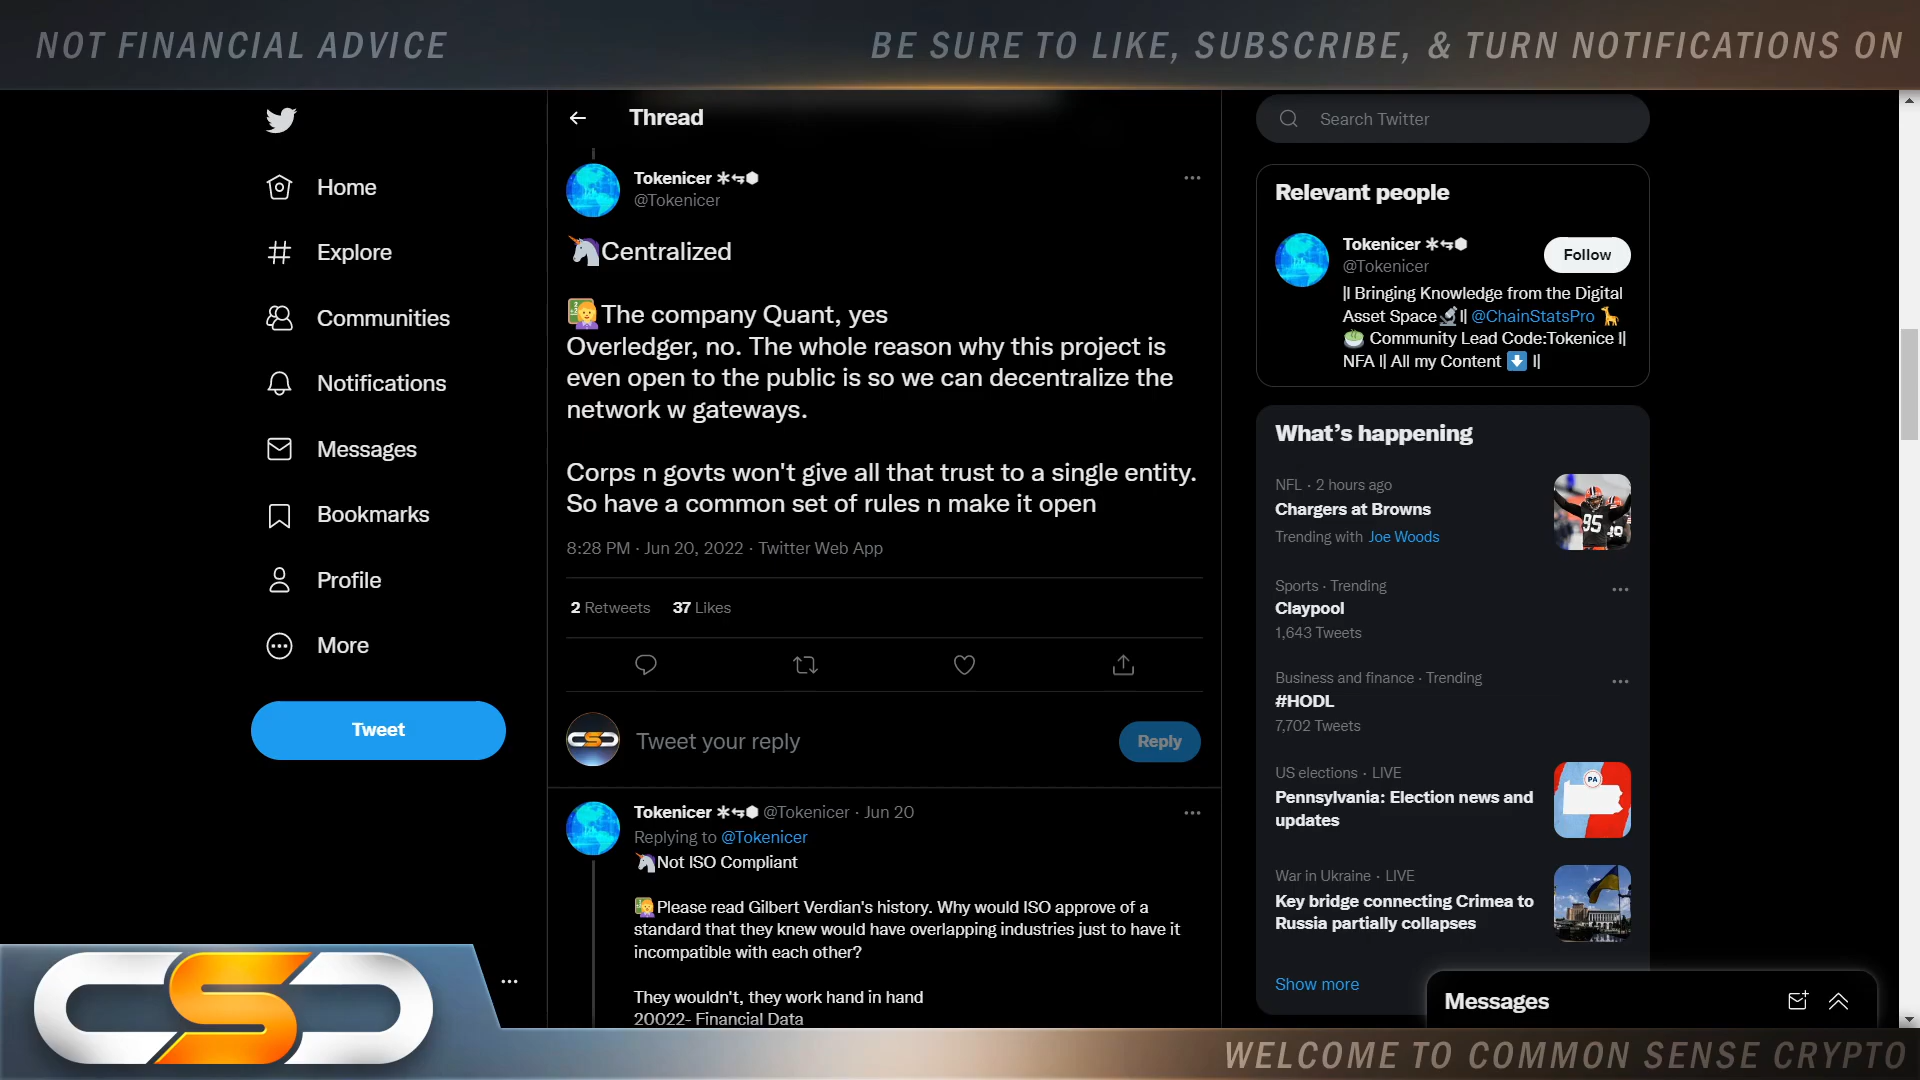 NOT FINANCIAL ADVICE
BE SURE TO LIKE, SUBSCRIBE, & TURN NOTIFICATIONS ON
Home
Explore
Communities
Notifications
Messages
Bookmarks
Profile
More
Tweet
Thread
Tokenicer
@Tokenicer
Centralized
The company Quant, yes
Overledger, no. The whole reason why this project is
even open to the public is so we can decentralize the
network w gateways.
Corps n govts won't give all that trust to a single entity.
So have a common set of rules n make it open
8:28 PM · Jun 20, 2022 · Twitter Web App
2 Retweets 37 Likes
Tweet your reply
Reply
Tokenicer @Tokenicer · Jun 20
Replying to @Tokenicer
Not ISO Compliant
Please read Gilbert Verdian's history. Why would ISO approve of a
standard that they knew would have overlapping industries just to have it
incompatible with each other?
They wouldn't, they work hand in hand
20022- Financial Data
Search Twitter
Relevant people
Tokenicer
@Tokenicer
Follow
|| Bringing Knowledge from the Digital
Asset Space || @ChainStatsPro
Community Lead Code:Tokenice ||
NFA || All my Content ||
What's happening
NFL · 2 hours ago
Chargers at Browns
Trending with Joe Woods
95
Sports · Trending
Claypool
1,643 Tweets
Business and finance · Trending
#HODL
7,702 Tweets
US elections · LIVE
Pennsylvania: Election news and
updates
PA
War in Ukraine · LIVE
Key bridge connecting Crimea to
Russia partially collapses
Show more
Messages
CSC
WELCOME TO COMMON SENSE CRYPTO